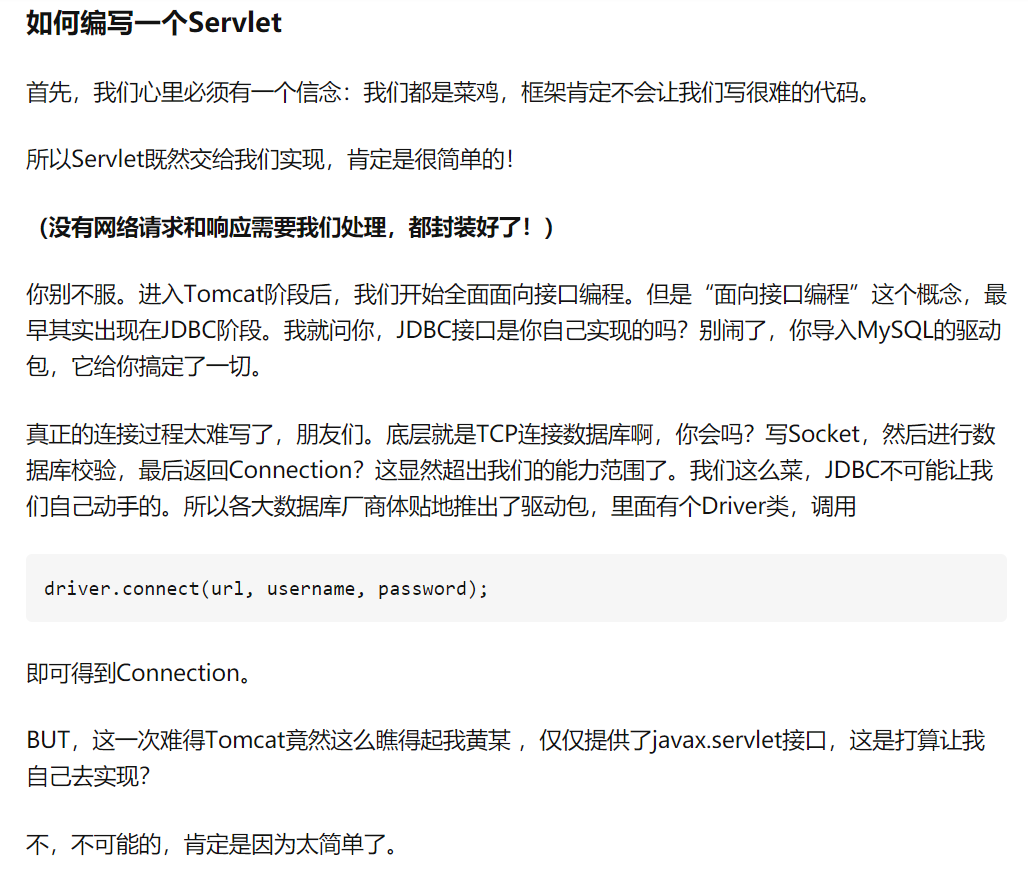 如何编写一个Servlet
首先，我们心里必须有一个信念：我们都是菜鸡，框架肯定不会让我们写很难的代码。
所以Servlet既然交给我们实现，肯定是很简单的！
（没有网络请求和响应需要我们处理，都封装好了！）
你别不服。进入Tomcat阶段后，我们开始全面面向接口编程。但是“面向接口编程”这个概念，最
早其实出现在JDBC阶段。我就问你，JDBC接口是你自己实现的吗？别闹了，你导入MySQL的驱动
包，它给你搞定了一切。
真正的连接过程太难写了，朋友们。底层就是TCP连接数据库啊，你会吗？写Socket，然后进行数
据库校验，最后返回Connection？这显然超出我们的能力范围了。我们这么菜，JDBC不可能让我
们自己动手的。所以各大数据库厂商体贴地推出了驱动包，里面有个Driver类，调用
driver.connect(url, username, password);
即可得到Connection。
BUT，这一次难得Tomcat竟然这么瞧得起我黄某 ，仅仅提供了javax.servlet接口，这是打算让我
自己去实现？
不，不可能的，肯定是因为太简单了。